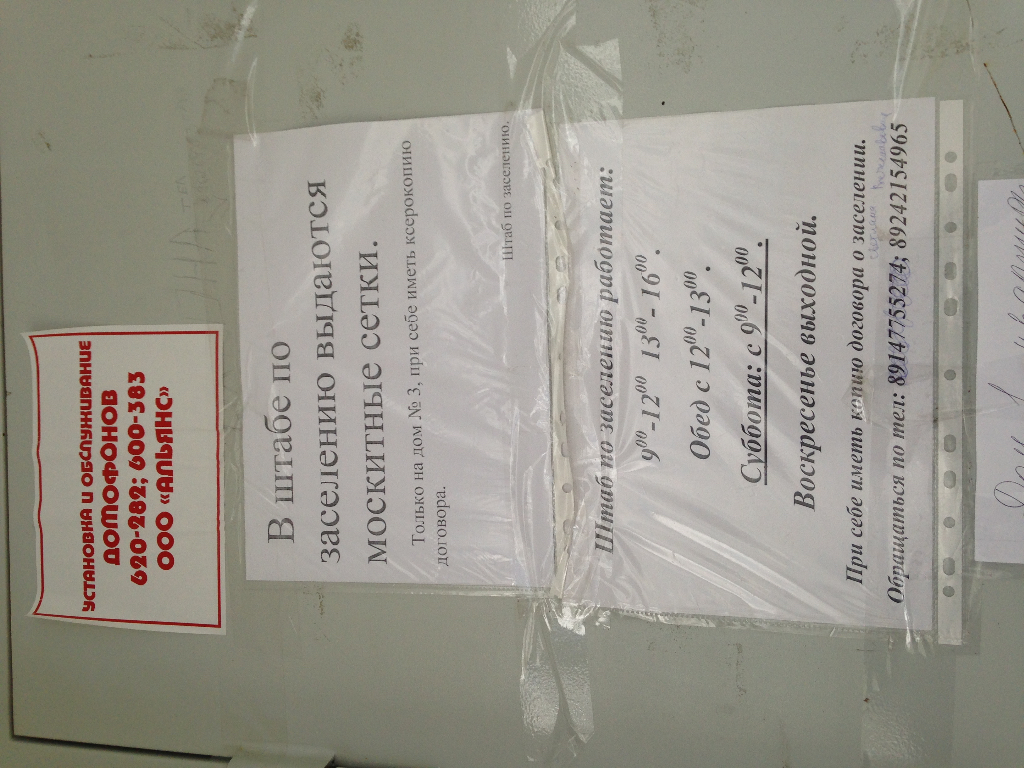 УСТАНОВКА И ОБСЛУЖИВАНИЕ
ДОМОФОНОВ
620-282; 600-383
ООО «АЛЬЯНС»
В штабе по
заселению выдаются
москитные сетки.
Только на дом № 3, при себе иметь ксерокопию
договора.
Штаб по заселению.
Штаб по заселению работает:
9⁰⁰-12⁰⁰ 13⁰⁰- 16⁰⁰ .
Обед с 12⁰⁰-13⁰⁰ .
Суббота: с 9⁰⁰-12⁰⁰.
Воскресенье выходной.
При себе иметь копию договора о заселении.
Обращаться по тел: 89147755274; 89242154965
Дом 1